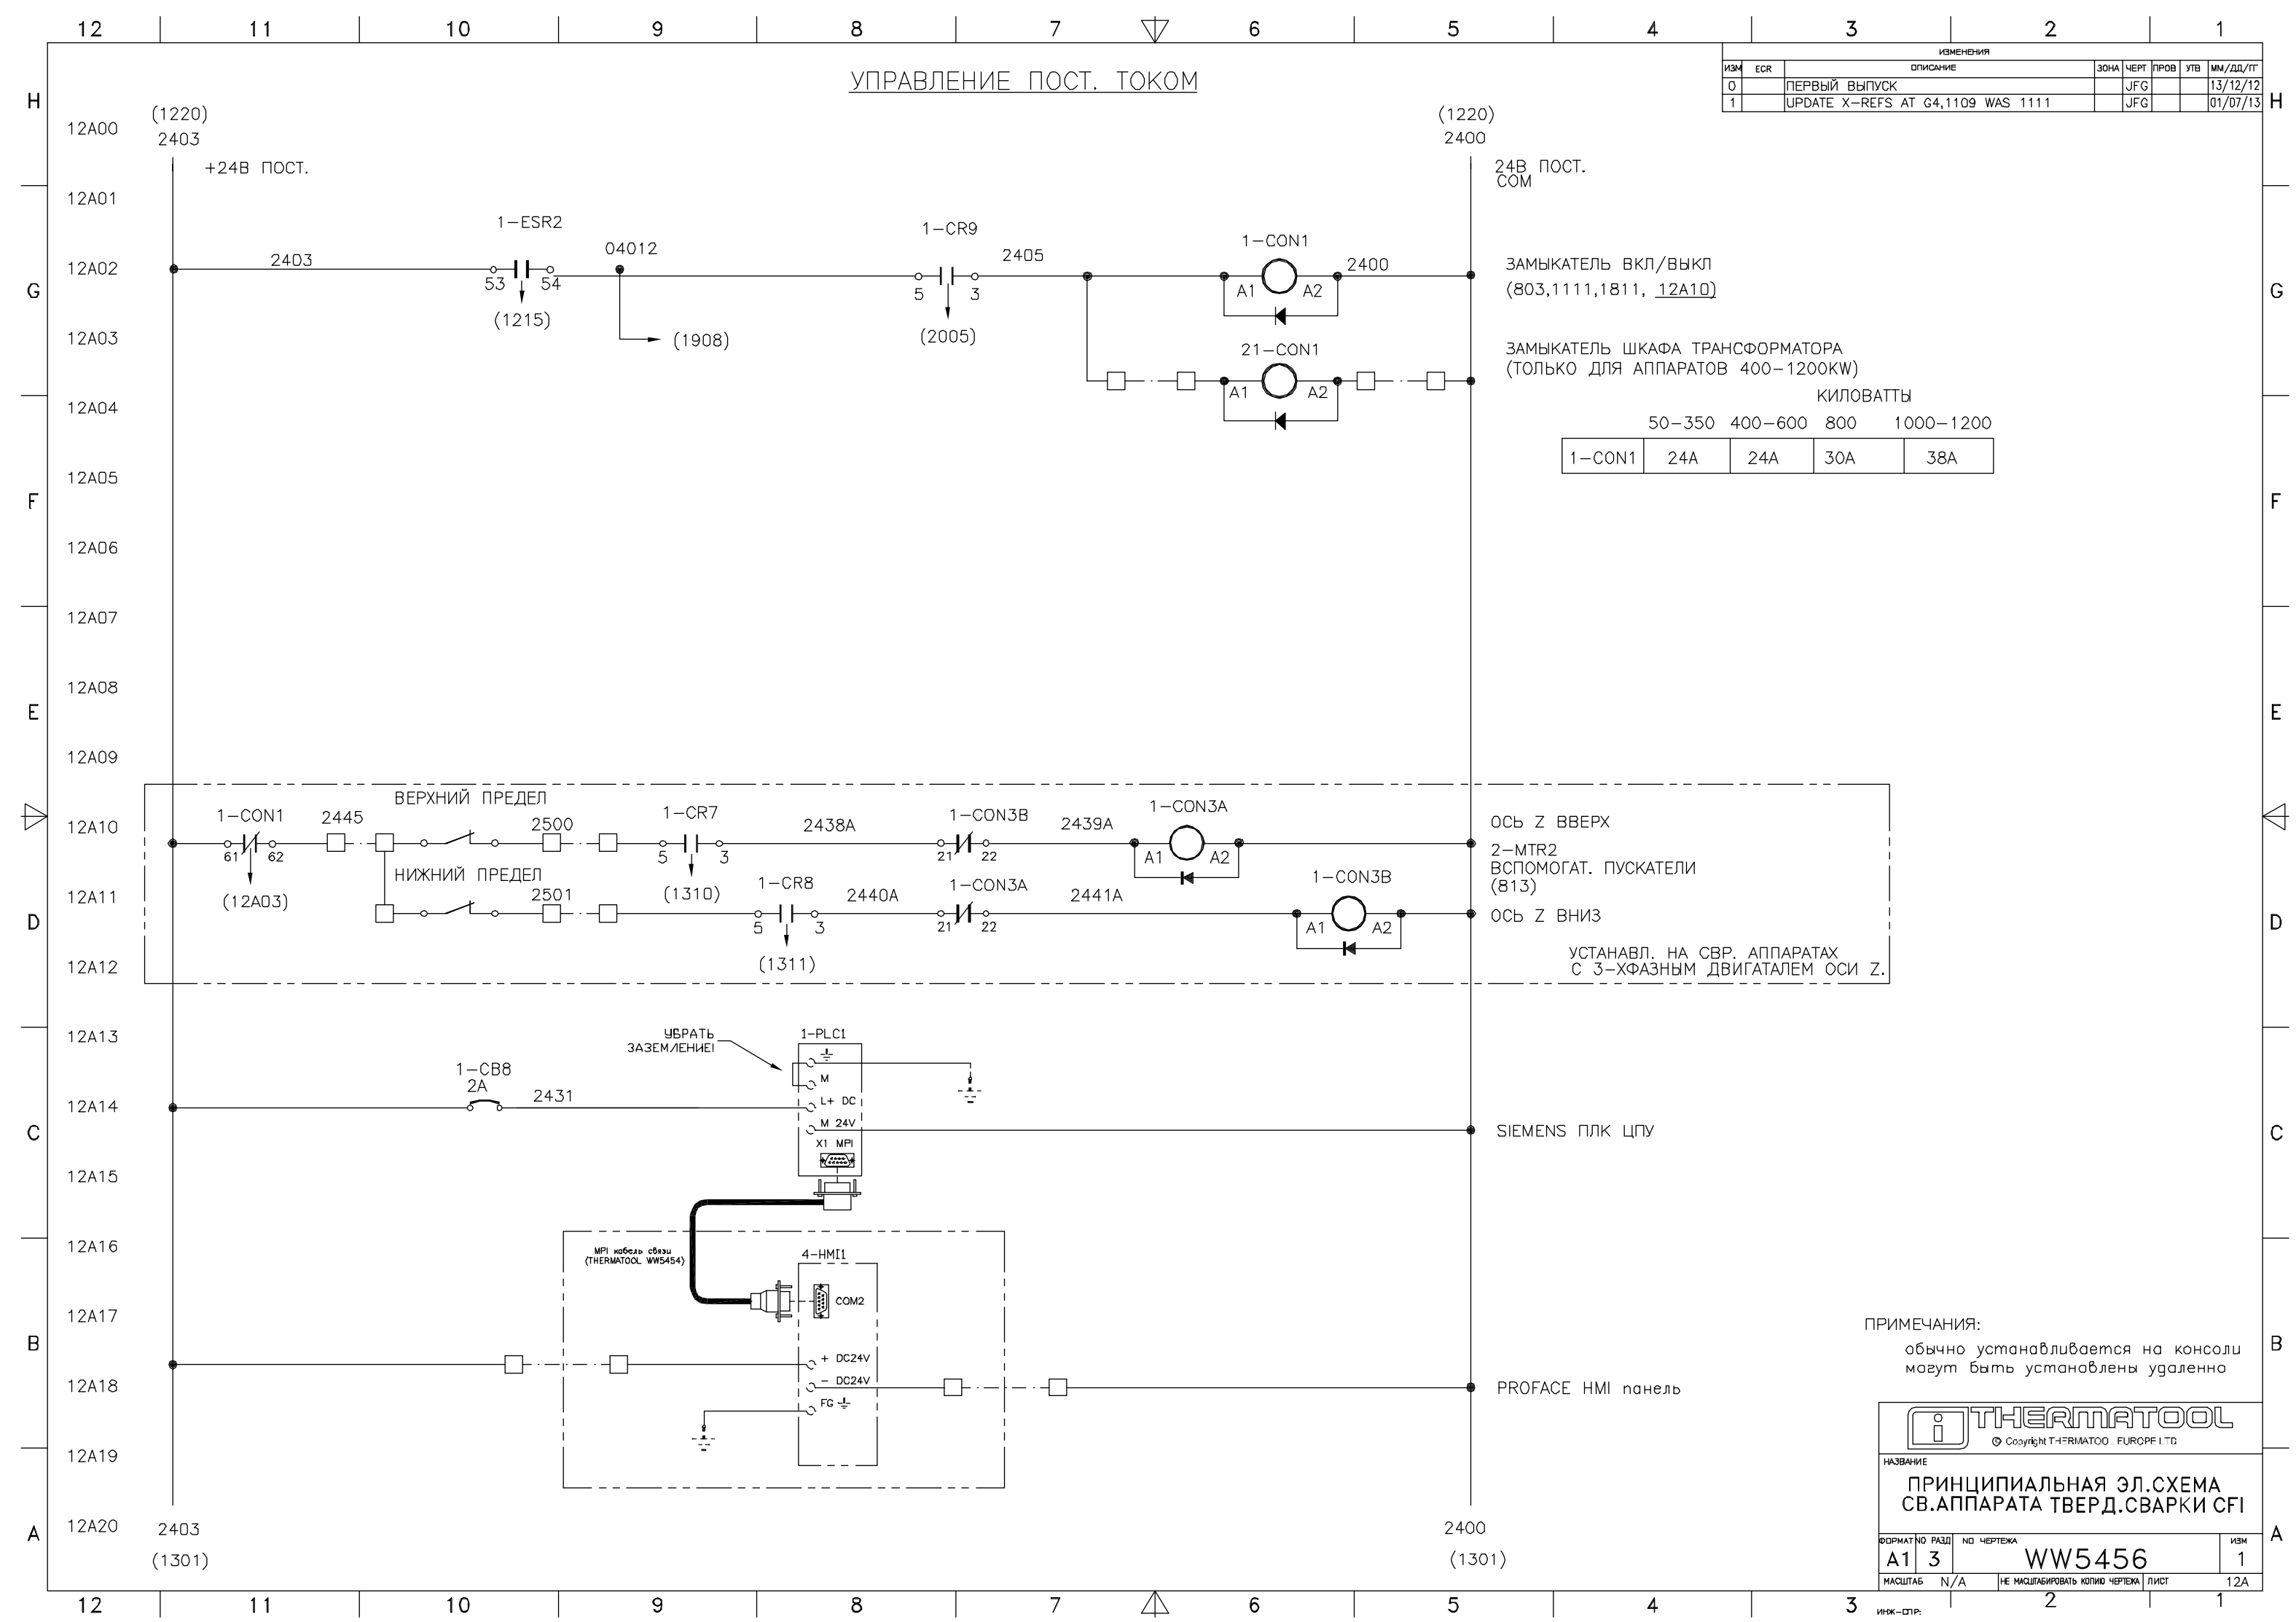 12 11 10 9 8 7 6 5 4 3 2 1
ИЗМЕНЕНИЯ
ИЗМ ECR ОПИСАНИЕ ЗОНА ЧЕРТ ПРОВ УТВ ММ/ДД/ГГ
0 ПЕРВЫЙ ВЫПУСК JFG 13/12/12
1 UPDATE X-REFS AT G4,1109 WAS 1111 JFG 01/07/13
УПРАВЛЕНИЕ ПОСТ. ТОКОМ
H H
12A00 (1220) (1220)
2403 2400
+24В ПОСТ. 24В ПОСТ.
COM
12A01
1-ESR2 1-CR9
2403 04012 2405 1-CON1 2400
12A02 53 54 5 3 A1 A2
ЗАМЫКАТЕЛЬ ВКЛ/ВЫКЛ
(803,1111,1811, 12A10)
G G
(1215) (1908) (2005)
12A03 21-CON1
A1 A2
ЗАМЫКАТЕЛЬ ШКАФА ТРАНСФОРМАТОРА
(ТОЛЬКО ДЛЯ АППАРАТОВ 400-1200KW)
12A04 КИЛОВАТТЫ
50-350 400-600 800 1000-1200
1-CON1 24A 24A 30A 38A
12A05
F F
12A06
12A07
12A08
E E
12A09
ВЕРХНИЙ ПРЕДЕЛ
12A10 1-CON1 2445 2500 1-CR7 2438A 1-CON3B 2439A 1-CON3A
61 62 5 3 21 22 A1 A2
ОСЬ Z ВВЕРХ
2-MTR2
ВСПОМОГАТ. ПУСКАТЕЛИ
(813)
НИЖНИЙ ПРЕДЕЛ
12A11 (12A03) 2501 (1310) 1-CR8 2440A 1-CON3A 2441A 1-CON3B
5 3 21 22 A1 A2
ОСЬ Z ВНИЗ
D D
12A12 (1311)
УСТАНАВЛ. НА СВР. АППАРАТАХ
С 3-ХФАЗНЫМ ДВИГАТАЛЕМ ОСИ Z.
12A13 УБРАТЬ
ЗАЗЕМЛЕНИЕ!
1-PLC1
1-CB8
2A
M
12A14 2431 L+ DC
M 24V
X1 MPI
SIEMENS ПЛК ЦПУ
C C
12A15
12A16 MPI кабель связи
(THERMATOOL WW5454)
4-HMI1
COM2
12A17
ПРИМЕЧАНИЯ:
обычно устанавливается на консоли
могут быть установлены удаленно
B B
+ DC24V
12A18 - DC24V
FG
PROFACE HMI панель
12A19
THERMATOOL
© Copyright THERMATOOL EUROPE LTD
НАЗВАНИЕ
ПРИНЦИПИАЛЬНАЯ ЭЛ.СХЕМА
СВ.АППАРАТА ТВЕРД.СВАРКИ CFI
12A20 2403 2400
(1301) (1301)
A A
ФОРМАТ NO РАЗД NO ЧЕРТЕЖА ИЗМ
A1 3 WW5456 1
МАСШТАБ N/A НЕ МАСШТАБИРОВАТЬ КОПИЮ ЧЕРТЕЖА ЛИСТ 12A
12 11 10 9 8 7 6 5 4 3 2 1
ИНЖ-ОПР: